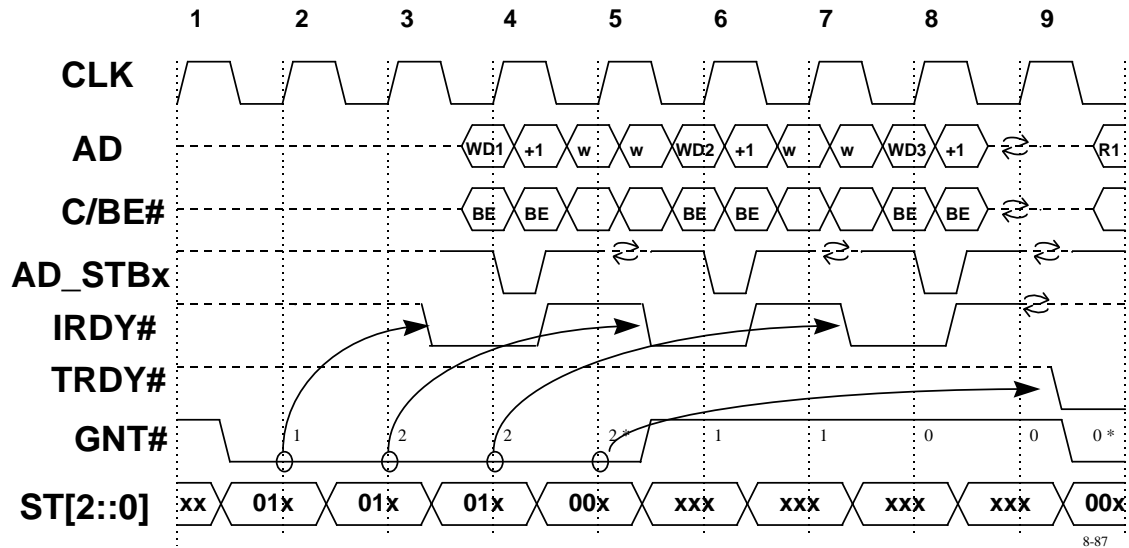 1 2 3 4 5 6 7 8 9
CLK
AD WD1 +1 w w WD2 +1 w w WD3 +1 R1
C/BE# BE BE BE BE BE BE
AD_STBx
IRDY#
TRDY#
GNT# 1 2 2 2 * 1 1 0 0 0 *
ST[2::0] xx 01x 01x 01x 00x xxx xxx xxx xxx 00x
8-87